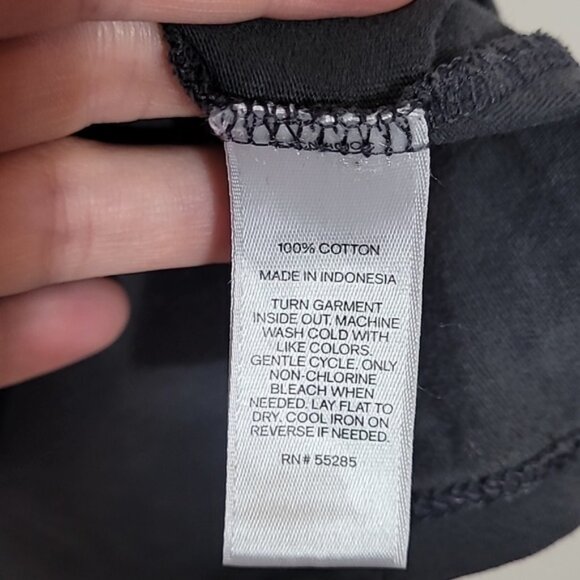 100% COTTON
MADE IN INDONESIA
TURN GARMENT
INSIDE OUT, MACHINE
WASH COLD WITH
LIKE COLORS.
GENTLE CYCLE. ONLY
NON-CHLORINE
BLEACH WHEN
NEEDED. LAY FLAT TO
DRY. COOL IRON ON
REVERSE IF NEEDED.
RN# 55285